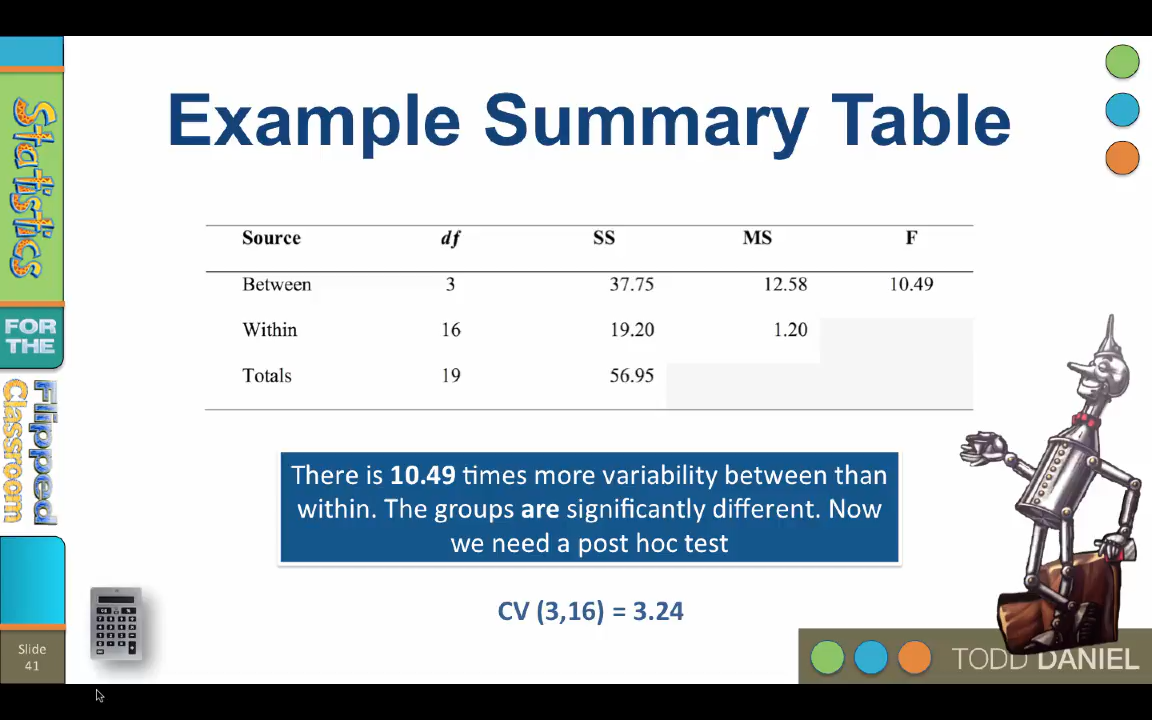 Statistics
FOR
THE
Flipped
Classroom
Slide
41
Example Summary Table
Source df SS MS F
Between 3 37.75 12.58 10.49
Within 16 19.20 1.20
Totals 19 56.95
There is 10.49 times more variability between than
within. The groups are significantly different. Now
we need a post hoc test
CV (3,16) = 3.24
TODD DANIEL